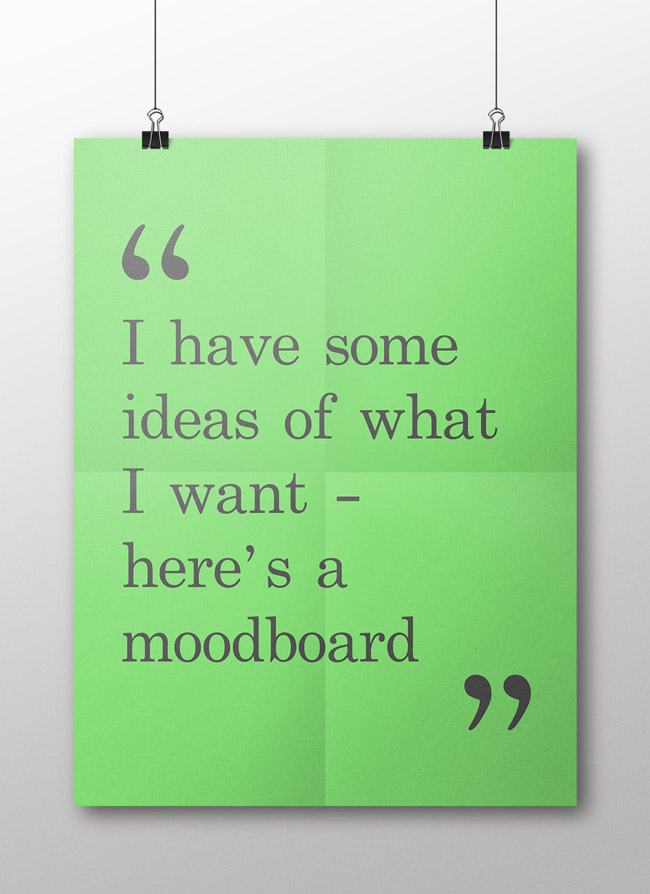 “
I have some
ideas of what
I want -
here's a
moodboard
”